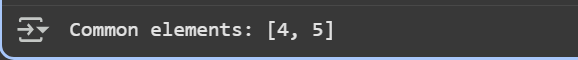 Common elements: [4, 5]